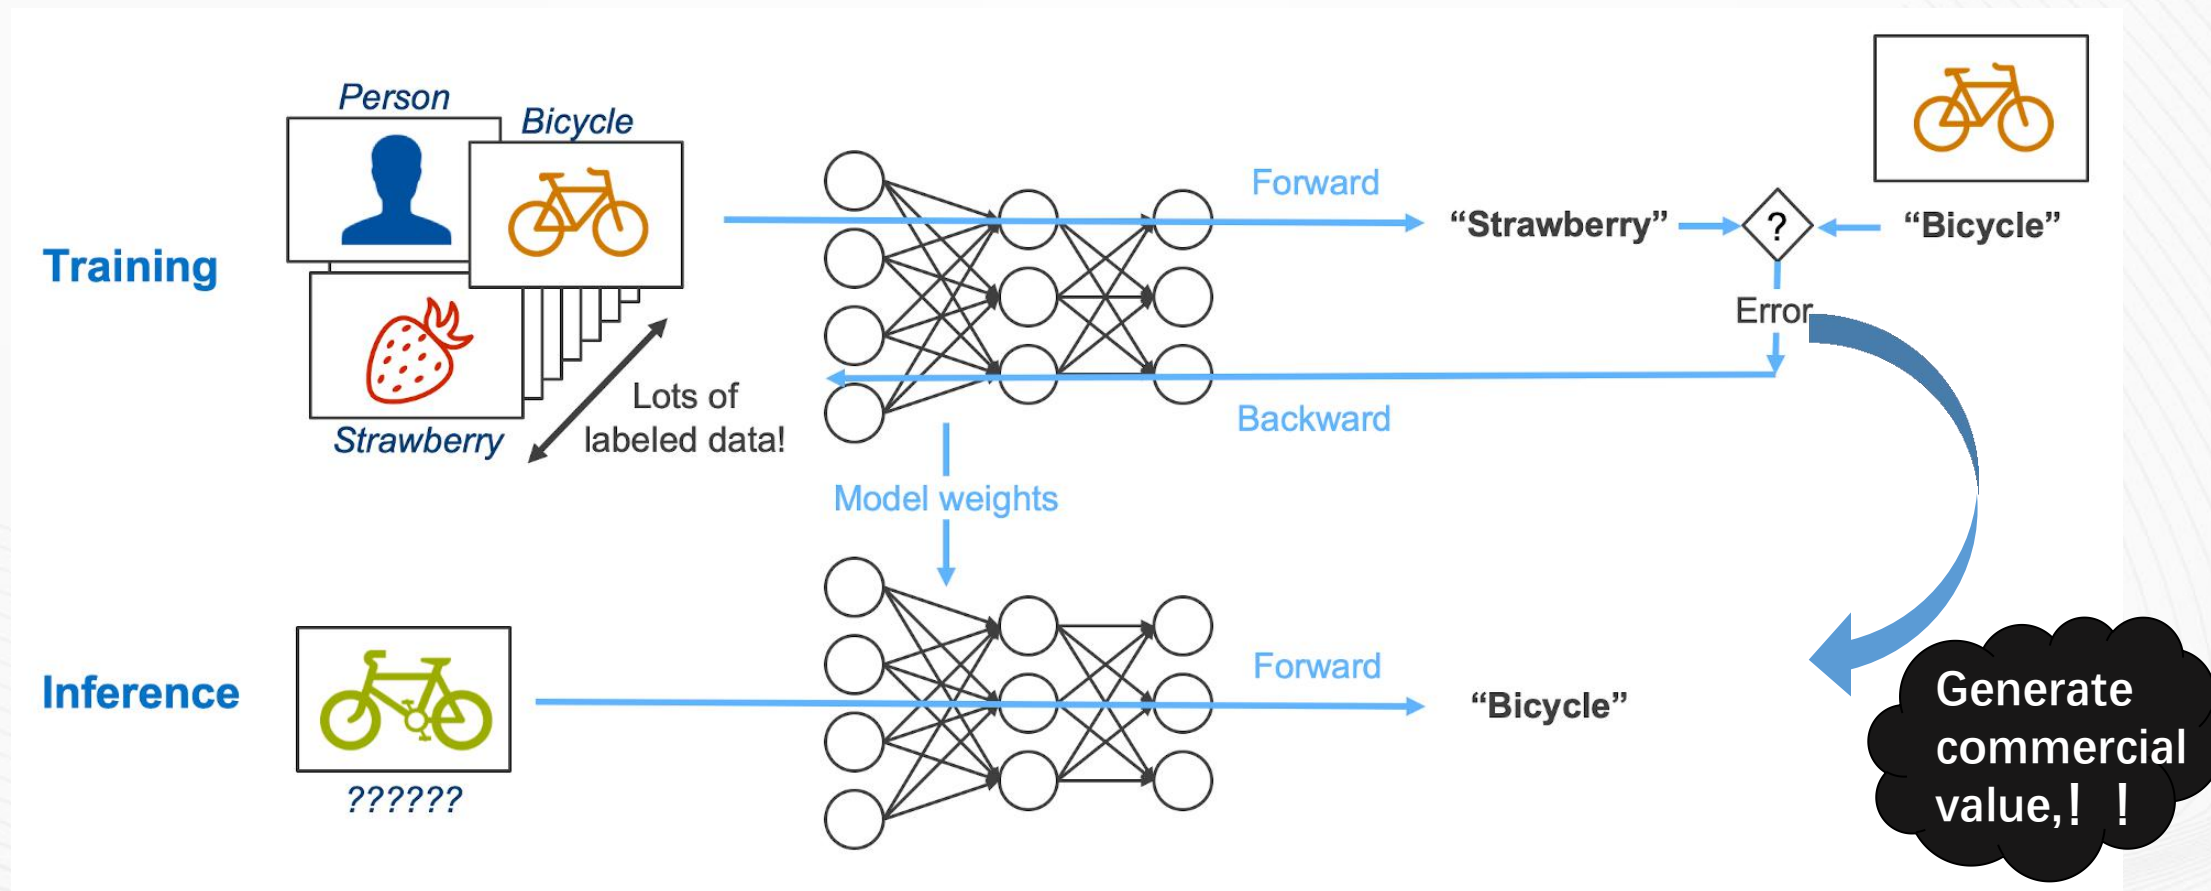 Person
Bicycle
Training
Strawberry
Lots of
labeled data!
Forward
“Strawberry”
?
“Bicycle”
Error
Backward
Model weights
Inference
??????
Forward
“Bicycle”
Generate
commercial
value,！！